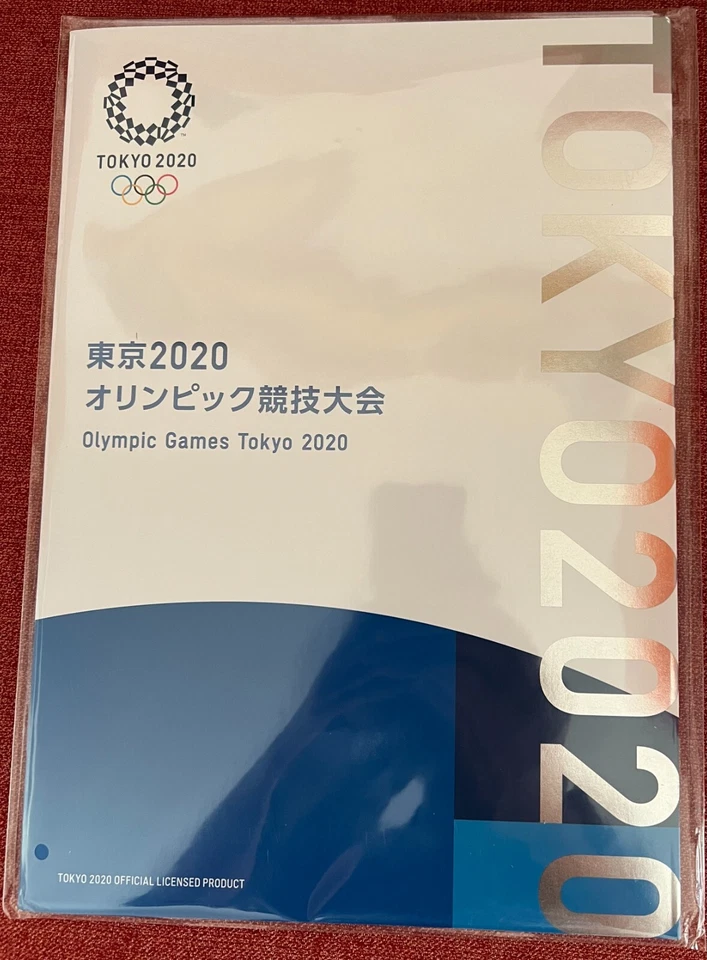 TOKYO 2020
東京2020
オリンピック競技大会
Olympic Games Tokyo 2020
TOKYO 2020 OFFICIAL LICENSED PRODUCT
TOKYO2020